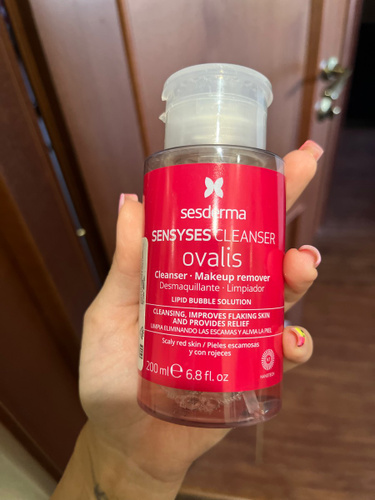 sesderma
SENSYSES CLEANSER
ovalis
Cleanser · Makeup remover
Desmaquillante · Limpiador
LIPID BUBBLE SOLUTION
CLEANSING, IMPROVES FLAKING SKIN
AND PROVIDES RELIEF
LIMPIA ELIMINANDO LAS ESCAMAS Y ALMA LA PIEL
Scaly red skin / Pieles escamosas
y con rojeces
200 ml ℮ 6.8 fl. oz
NANOTECH